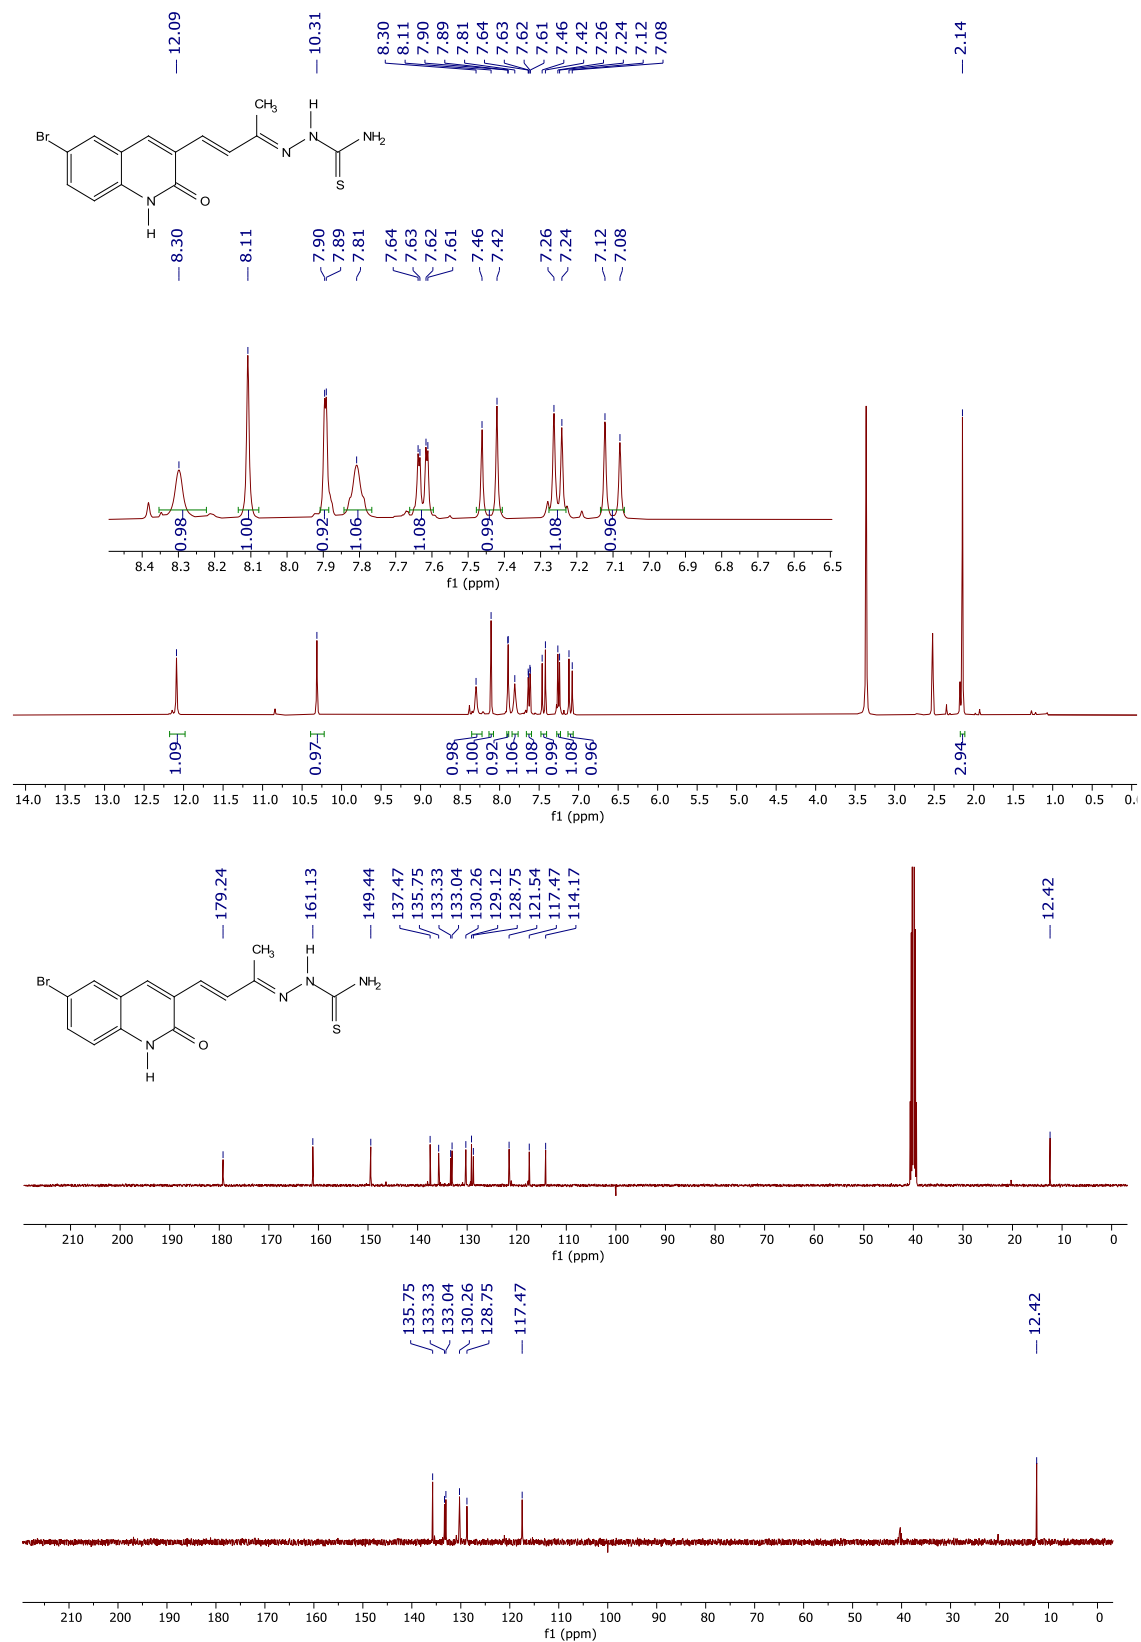 12.09 10.31 8.30 8.11 7.90 7.89 7.81 7.64 7.63 7.62 7.61 7.46 7.42 7.26 7.24 7.12 7.08 2.14
CH3 H
Br N N NH2
N O S
H
8.30 8.11 7.90 7.89 7.81 7.64 7.63 7.62 7.61 7.46 7.42 7.26 7.24 7.12 7.08
0.98 1.00 0.92 1.06 1.08 0.99 1.08 0.96
8.4 8.3 8.2 8.1 8.0 7.9 7.8 7.7 7.6 7.5 7.4 7.3 7.2 7.1 7.0 6.9 6.8 6.7 6.6 6.5
f1 (ppm)
1.09 0.97 0.98 1.00 0.92 1.06 1.08 0.99 1.08 0.96 2.94
14.0 13.5 13.0 12.5 12.0 11.5 11.0 10.5 10.0 9.5 9.0 8.5 8.0 7.5 7.0 6.5 6.0 5.5 5.0 4.5 4.0 3.5 3.0 2.5 2.0 1.5 1.0 0.5 0.0
f1 (ppm)
179.24 161.13 149.44 137.47 135.75 133.33 133.04 130.26 129.12 128.75 121.54 117.47 114.17 12.42
CH3 H
Br N N NH2
N O S
H
210 200 190 180 170 160 150 140 130 120 110 100 90 80 70 60 50 40 30 20 10 0
f1 (ppm)
135.75 133.33 133.04 130.26 128.75 117.47 12.42
210 200 190 180 170 160 150 140 130 120 110 100 90 80 70 60 50 40 30 20 10 0
f1 (ppm)